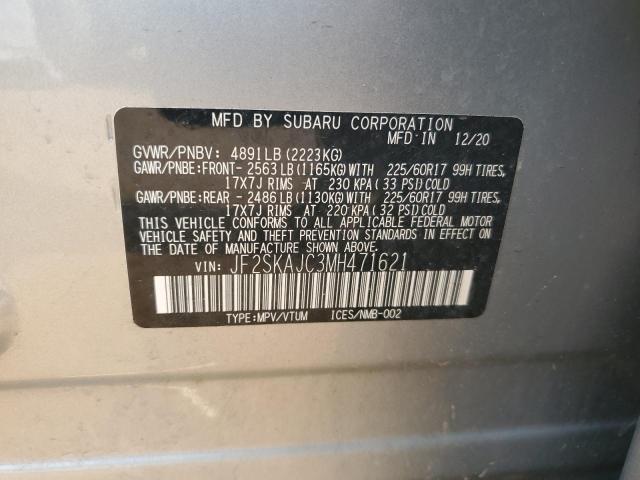 MFD BY SUBARU CORPORATION
MFD IN 12/20
GVWR/PNBV: 4891LB (2223KG)
GAWR/PNBE:FRONT- 2563LB (1165KG)WITH 225/60R17 99H TIRES,
17X7J RIMS AT 230 KPA ( 33 PSI) COLD
GAWR/PNBE:REAR - 2486LB (1130KG)WITH 225/60R17 99H TIRES,
17X7J RIMS AT 220 KPA ( 32 PSI) COLD
THIS VEHICLE CONFORMS TO ALL APPLICABLE FEDERAL MOTOR
VEHICLE SAFETY AND THEFT PREVENTION STANDARDS IN EFFECT
ON THE DATE OF MANUFACTURE SHOWN ABOVE.
VIN: JF2SKAJC3MH471621
TYPE:MPV/VTUM ICES/NMB-002